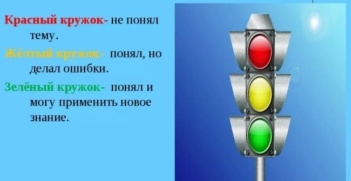 Красный кружок- не понял
тему.
Жёлтый кружок- понял, но
делал ошибки.
Зелёный кружок- понял и
могу применить новое
знание.